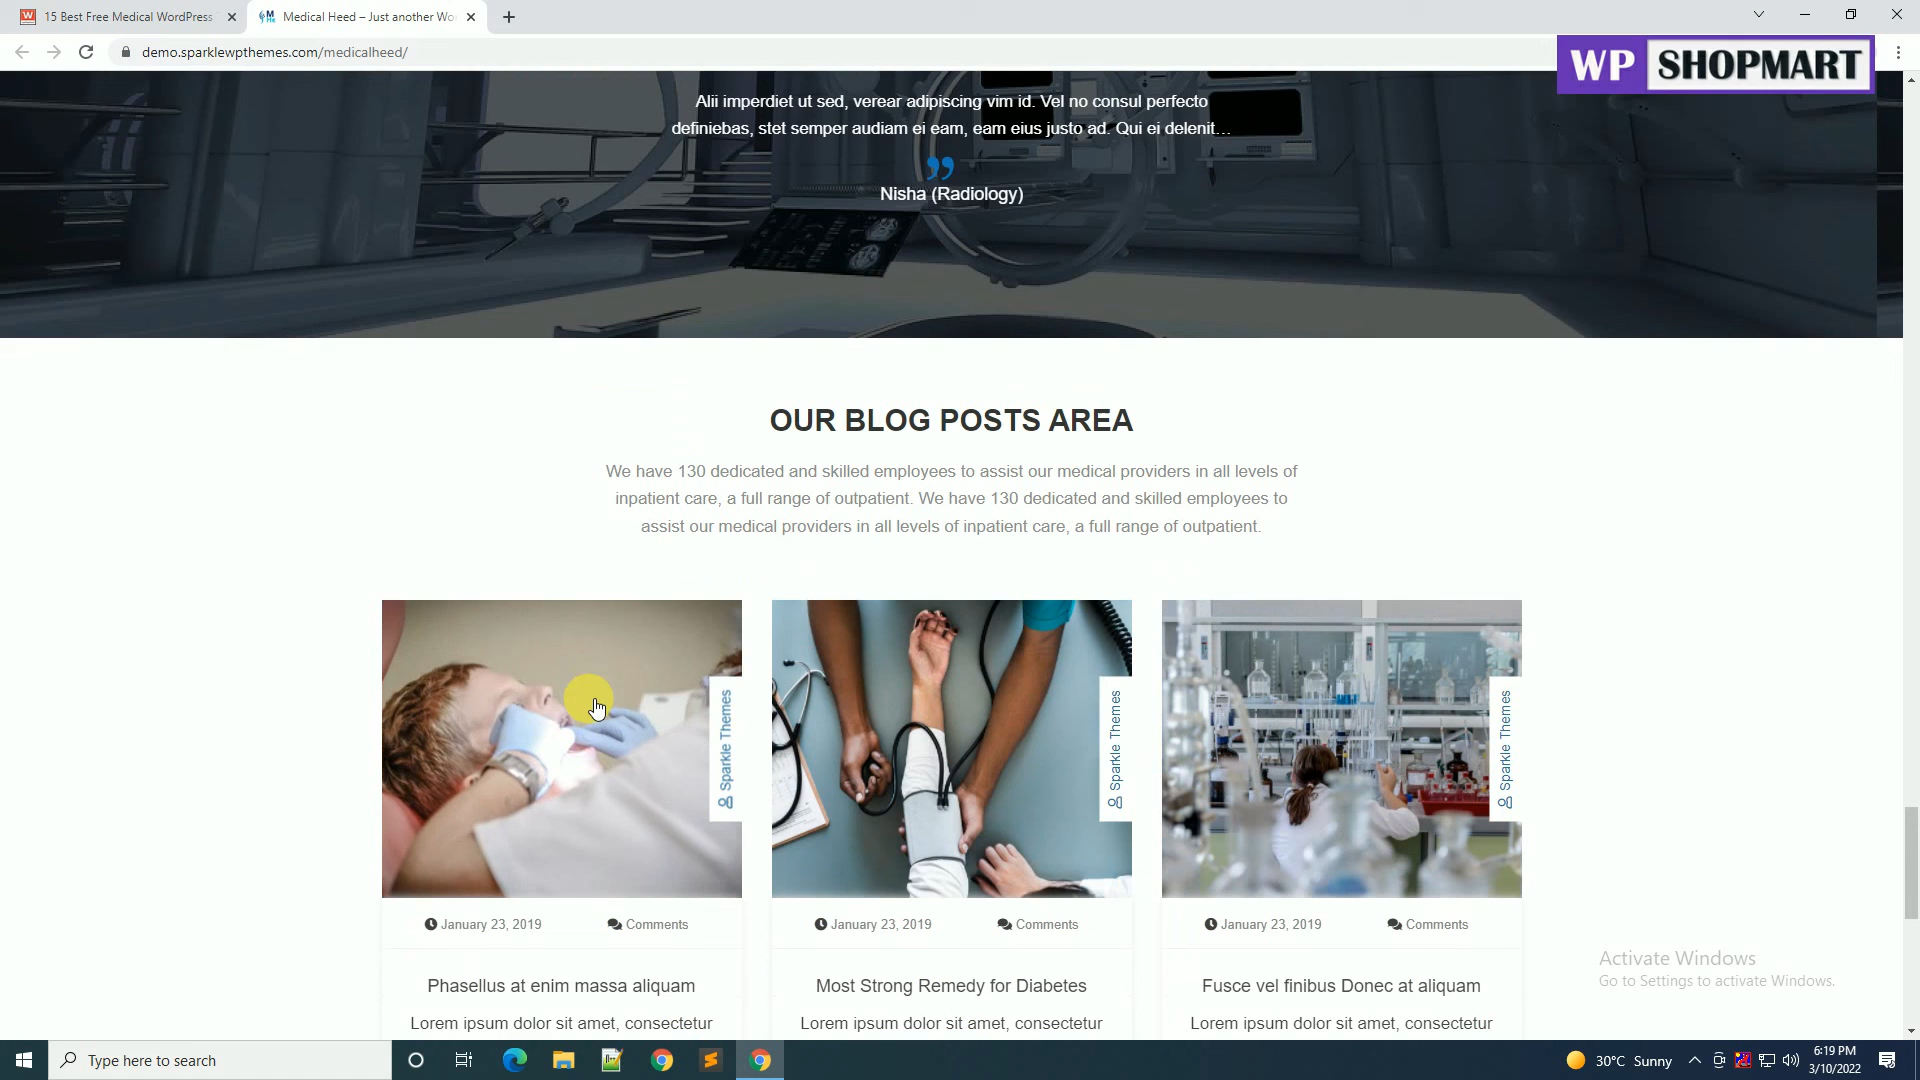 15 Best Free Medical WordPress
Medical Heed – Just another Wor
demo.sparklewpthemes.com/medicalheed/
WP SHOPMART
Alii imperdiet ut sed, verear adipiscing vim id. Vel no consul perfecto
definiebas, stet semper audiam ei eam, eam eius justo ad. Qui ei delenit…
Nisha (Radiology)
OUR BLOG POSTS AREA
We have 130 dedicated and skilled employees to assist our medical providers in all levels of
inpatient care, a full range of outpatient. We have 130 dedicated and skilled employees to
assist our medical providers in all levels of inpatient care, a full range of outpatient.
Sparkle Themes
Sparkle Themes
Sparkle Themes
January 23, 2019 Comments
January 23, 2019 Comments
January 23, 2019 Comments
Phasellus at enim massa aliquam
Most Strong Remedy for Diabetes
Fusce vel finibus Donec at aliquam
Lorem ipsum dolor sit amet, consectetur
Lorem ipsum dolor sit amet, consectetur
Lorem ipsum dolor sit amet, consectetur
Activate Windows
Go to Settings to activate Windows.
Type here to search
30°C Sunny
6:19 PM
3/10/2022